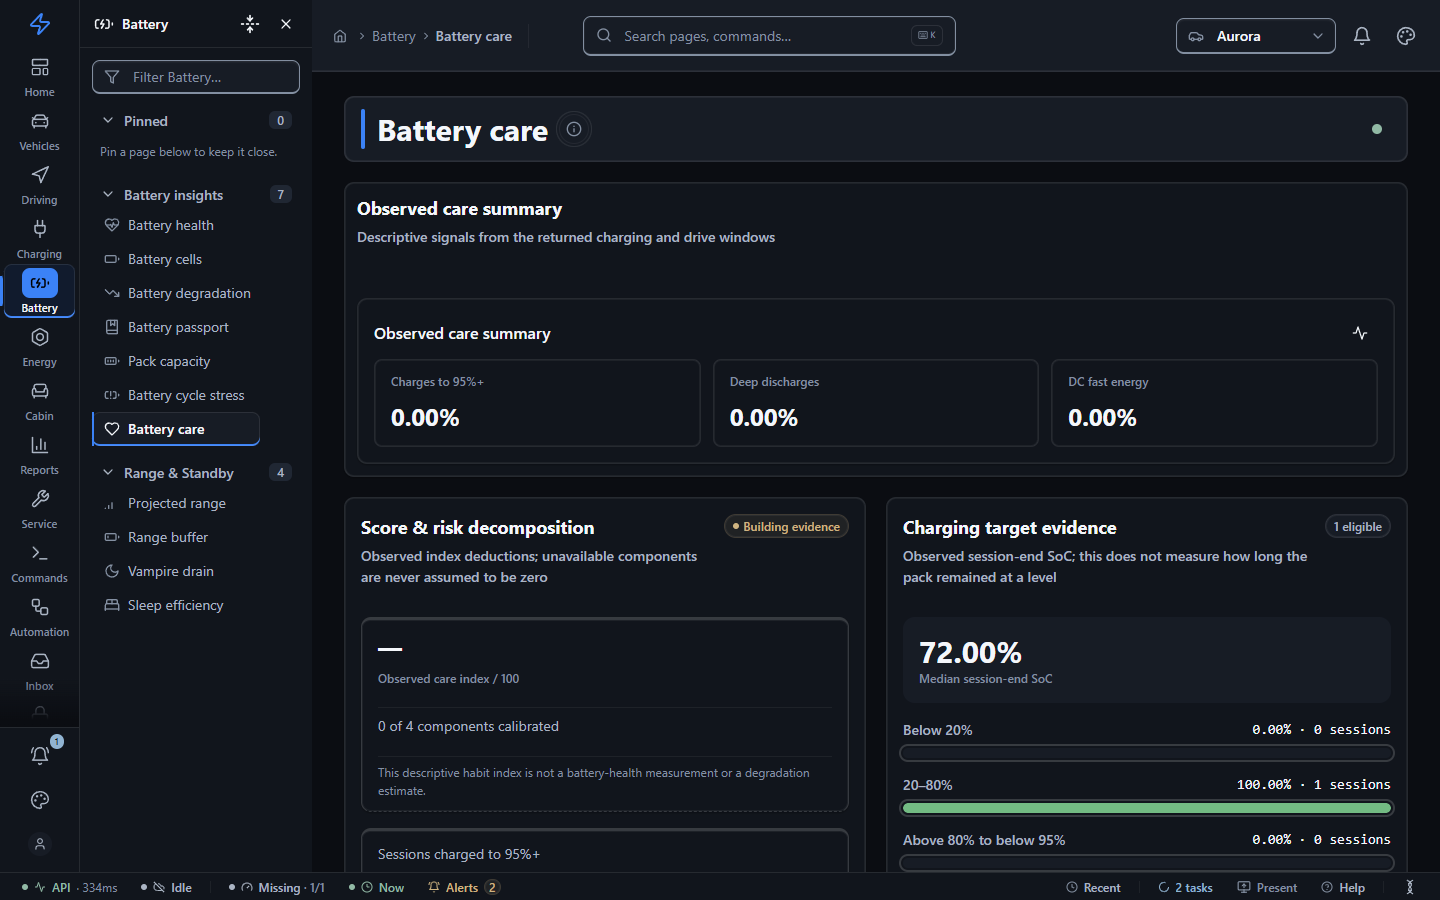 Home
Vehicles
Driving
Charging
Battery
Energy
Cabin
Reports
Service
Commands
Automation
Inbox
1
Battery
Filter Battery...
Pinned 0
Pin a page below to keep it close.
Battery insights 7
Battery health
Battery cells
Battery degradation
Battery passport
Pack capacity
Battery cycle stress
Battery care
Range & Standby 4
Projected range
Range buffer
Vampire drain
Sleep efficiency
Battery Battery care
Search pages, commands... K
Aurora
Battery care
Observed care summary
Descriptive signals from the returned charging and drive windows
Observed care summary
Charges to 95%+
0.00%
Deep discharges
0.00%
DC fast energy
0.00%
Score & risk decomposition
Building evidence
Observed index deductions; unavailable components
are never assumed to be zero
—
Observed care index / 100
0 of 4 components calibrated
This descriptive habit index is not a battery-health measurement or a degradation
estimate.
Sessions charged to 95%+
Charging target evidence
1 eligible
Observed session-end SoC; this does not measure how long the
pack remained at a level
72.00%
Median session-end SoC
Below 20% 0.00% · 0 sessions
20–80% 100.00% · 1 sessions
Above 80% to below 95% 0.00% · 0 sessions
API · 334ms Idle Missing · 1/1 Now Alerts 2 Recent 2 tasks Present Help